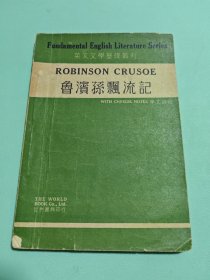 Fundamental English Literature Series
英文文學基礎叢刊
ROBINSON CRUSOE
魯濱孫飄流記
WITH CHINESE NOTES
THE WORLD
BOOK Co., Ltd.
世界書局印行